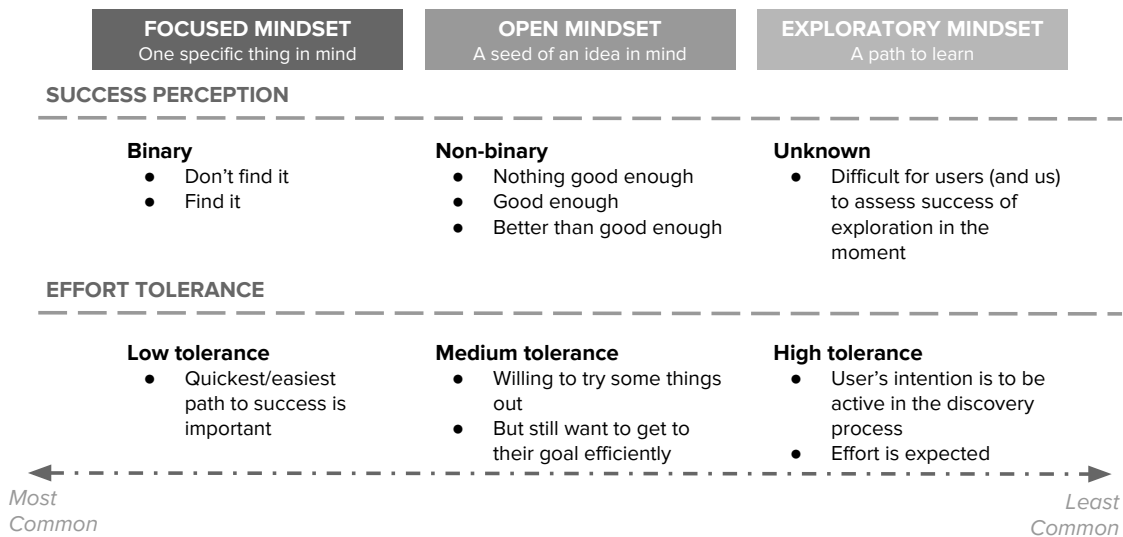 FOCUSED MINDSET
One specific thing in mind
OPEN MINDSET
A seed of an idea in mind
EXPLORATORY MINDSET
A path to learn
SUCCESS PERCEPTION
Binary
● Don’t find it
● Find it
Non-binary
● Nothing good enough
● Good enough
● Better than good enough
Unknown
● Difficult for users (and us)
to assess success of
exploration in the
moment
EFFORT TOLERANCE
Low tolerance
● Quickest/easiest
path to success is
important
Medium tolerance
● Willing to try some things
out
● But still want to get to
their goal efficiently
High tolerance
● User’s intention is to be
active in the discovery
process
● Effort is expected
Most
Common
Least
Common